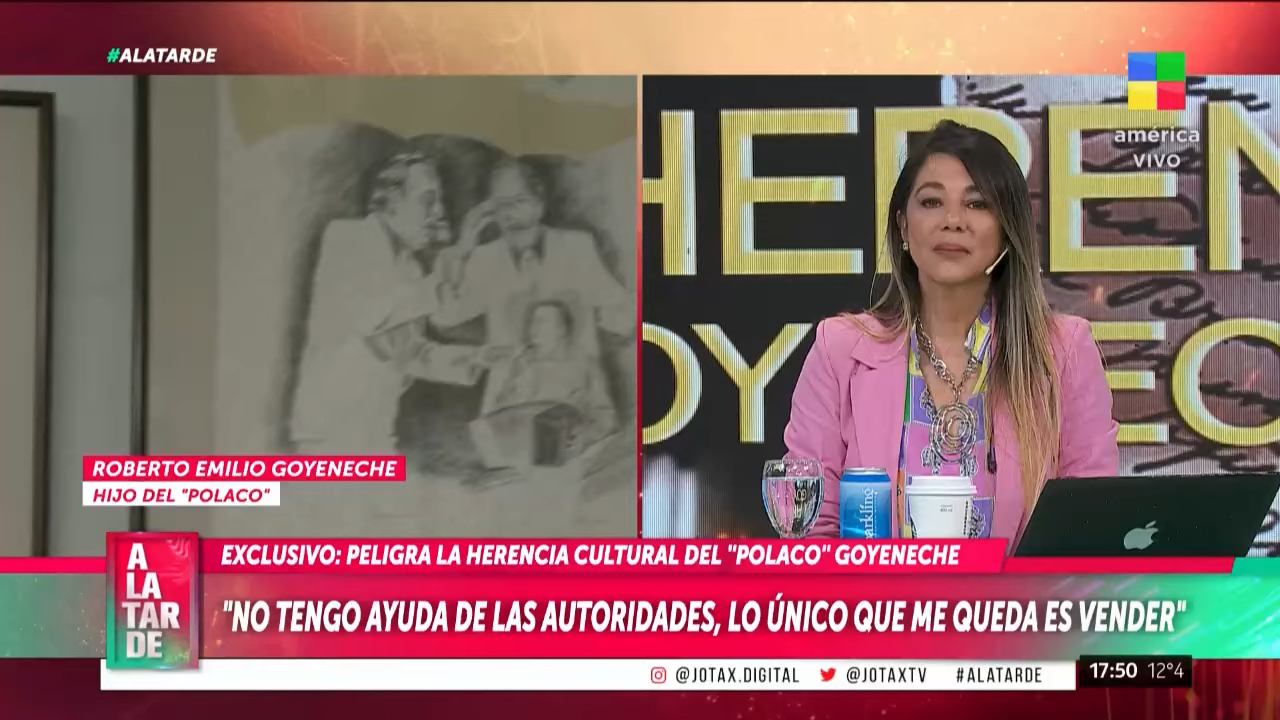 #ALATARDE
américa
VIVO
HEREN
OYENEC
ROBERTO EMILIO GOYENECHE
HIJO DEL "POLACO"
A
LA
TAR
DE
EXCLUSIVO: PELIGRA LA HERENCIA CULTURAL DEL "POLACO" GOYENECHE
"NO TENGO AYUDA DE LAS AUTORIDADES, LO ÚNICO QUE ME QUEDA ES VENDER"
@JOTAX.DIGITAL @JOTAXTV #ALATARDE
17:50 12°4